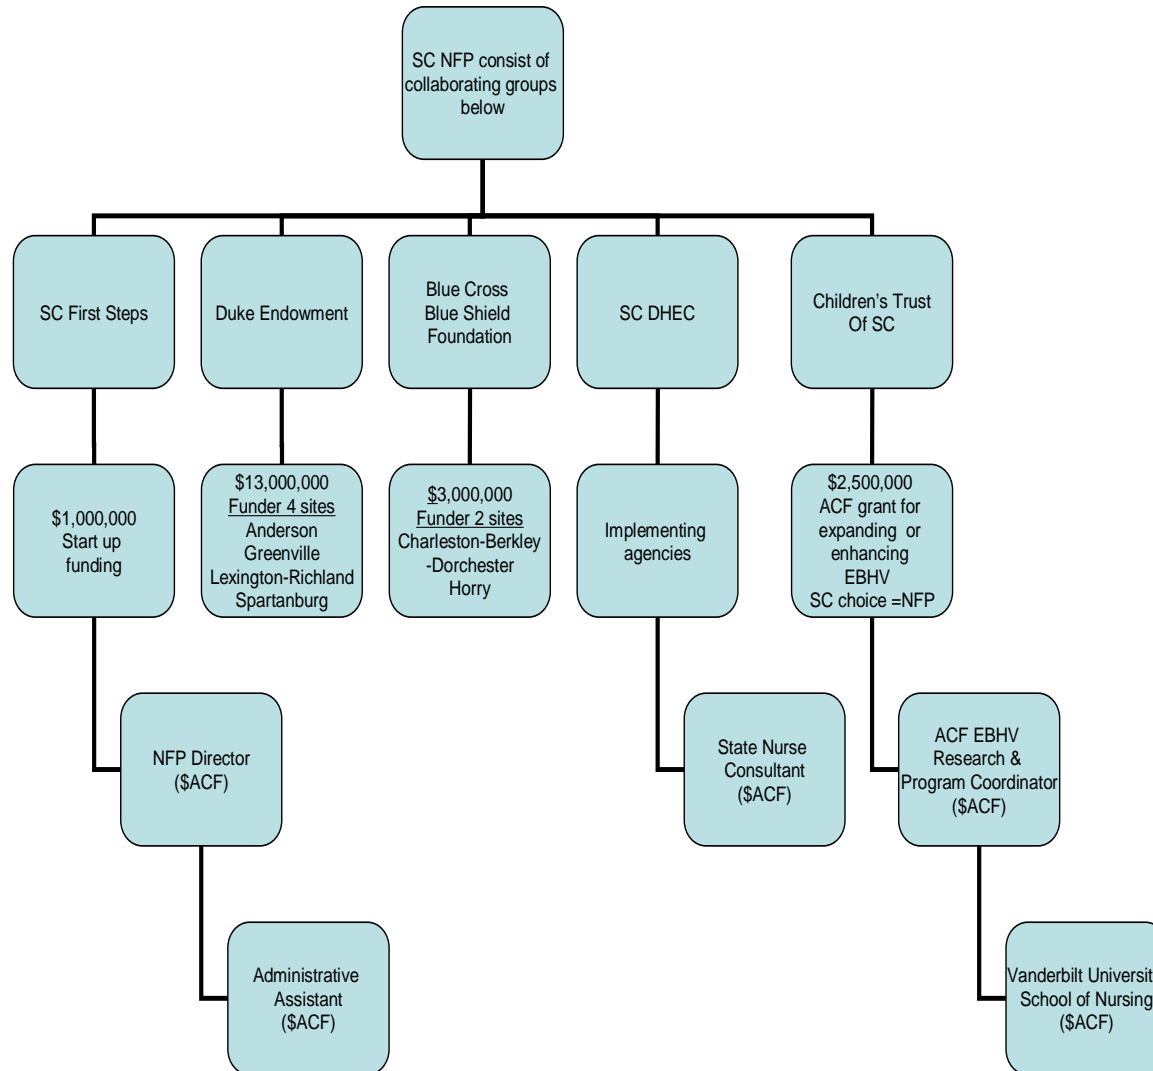 SC NFP consist of
collaborating groups
below
SC First Steps
Duke Endowment
Blue Cross
Blue Shield
Foundation
SC DHEC
Children’s Trust
Of SC
$1,000,000
Start up
funding
$13,000,000
Funder 4 sites
Anderson
Greenville
Lexington-Richland
Spartanburg
$3,000,000
Funder 2 sites
Charleston-Berkley
-Dorchester
Horry
Implementing
agencies
$2,500,000
ACF grant for
expanding or
enhancing
EBHV
SC choice =NFP
NFP Director
($ACF)
State Nurse
Consultant
($ACF)
ACF EBHV
Research &
Program Coordinator
($ACF)
Administrative
Assistant
($ACF)
Vanderbilt Universit
School of Nursing
($ACF)